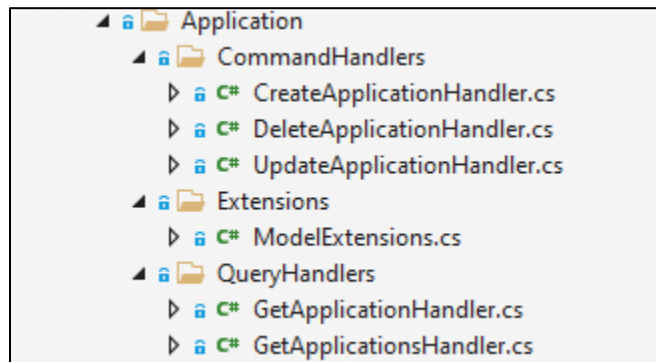 Application
CommandHandlers
C# CreateApplicationHandler.cs
C# DeleteApplicationHandler.cs
C# UpdateApplicationHandler.cs
Extensions
C# ModelExtensions.cs
QueryHandlers
C# GetApplicationHandler.cs
C# GetApplicationsHandler.cs